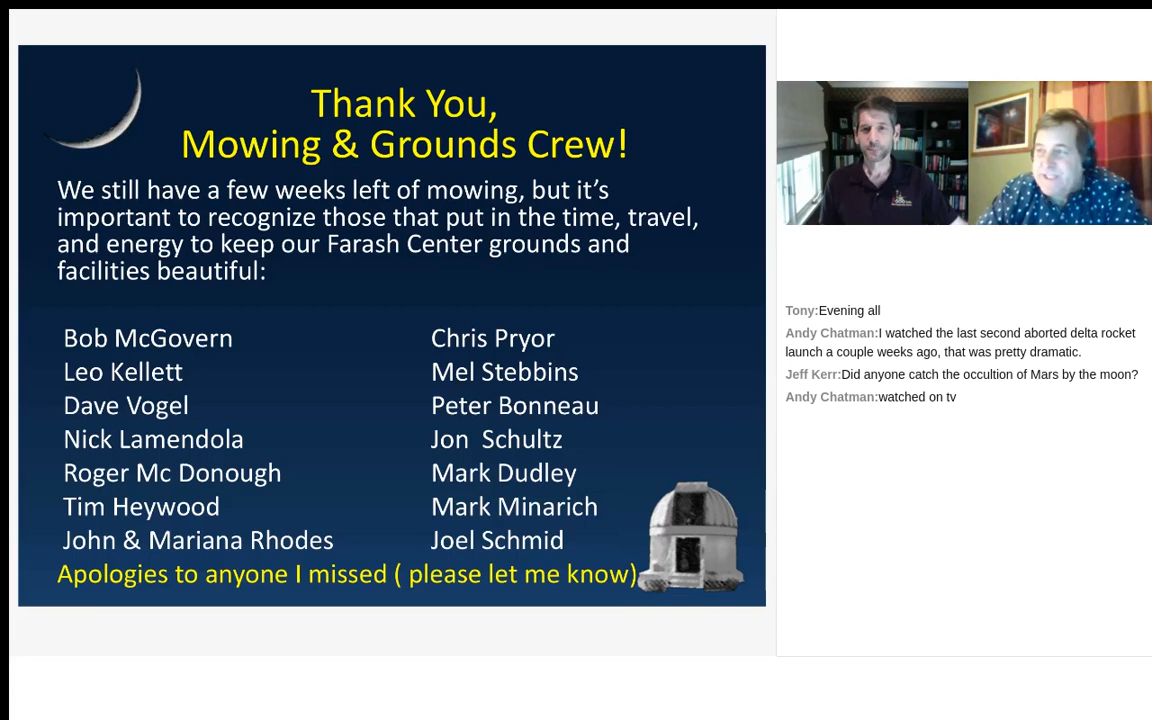 Thank You,
Mowing & Grounds Crew!
We still have a few weeks left of mowing, but it’s
important to recognize those that put in the time, travel,
and energy to keep our Farash Center grounds and
facilities beautiful:
Bob McGovern
Leo Kellett
Dave Vogel
Nick Lamendola
Roger Mc Donough
Tim Heywood
John & Mariana Rhodes
Chris Pryor
Mel Stebbins
Peter Bonneau
Jon  Schultz
Mark Dudley
Mark Minarich
Joel Schmid
Apologies to anyone I missed ( please let me know)
Tony:Evening all
Andy Chatman:I watched the last second aborted delta rocket
launch a couple weeks ago, that was pretty dramatic.
Jeff Kerr:Did anyone catch the occultion of Mars by the moon?
Andy Chatman:watched on tv